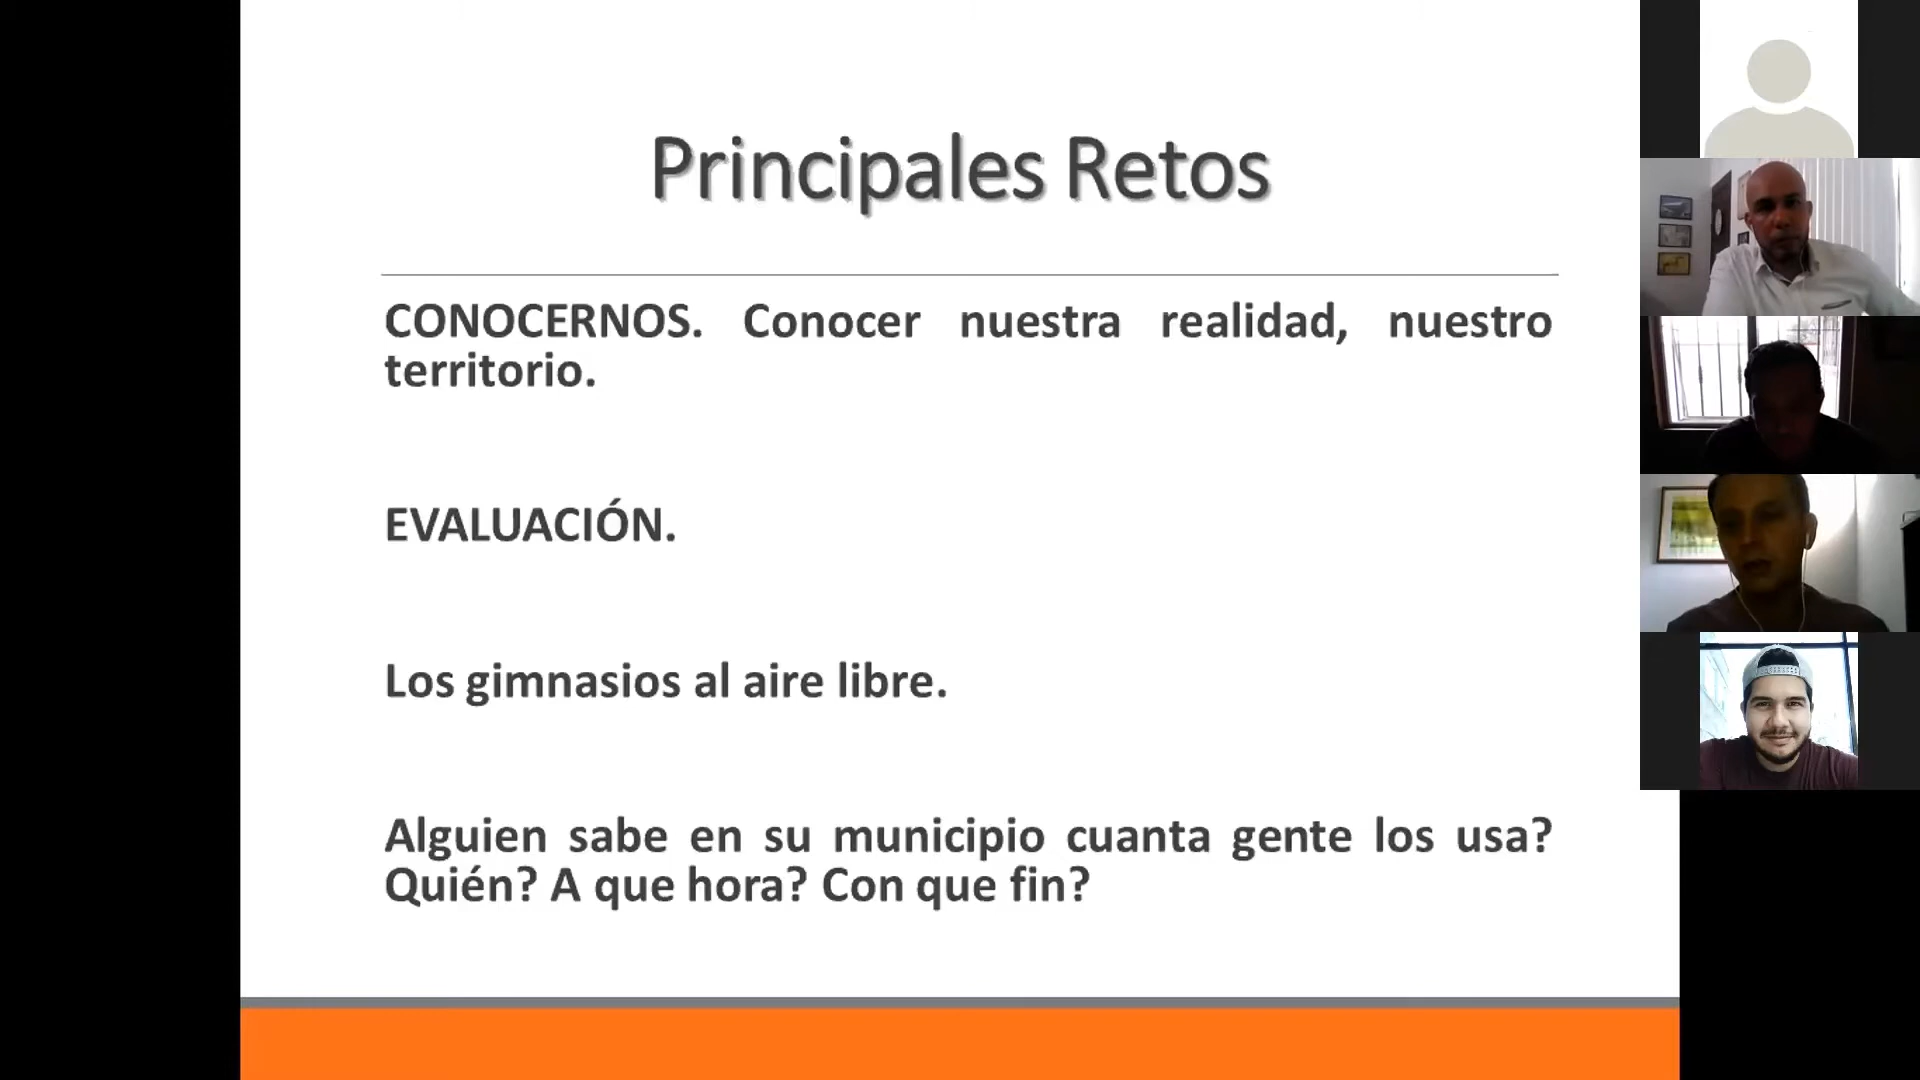 Principales Retos
CONOCERNOS. Conocer nuestra realidad, nuestro
territorio.
EVALUACIÓN.
Los gimnasios al aire libre.
Alguien sabe en su municipio cuanta gente los usa?
Quién? A que hora? Con que fin?